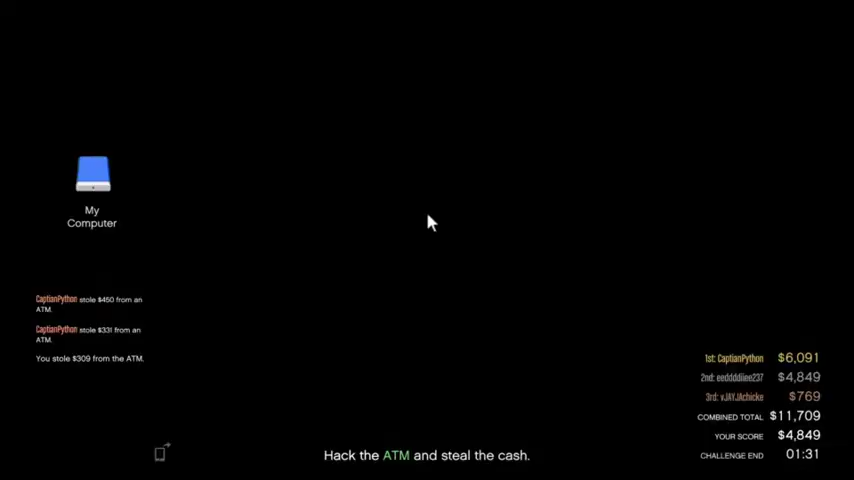 My
Computer
CaptianPython stole $450 from an
ATM.
CaptianPython stole $331 from an
ATM.
You stole $309 from the ATM.
1st: CaptianPython $6,091
2nd: eeddddiiee237 $4,849
3rd: vJAYJAchicke $769
COMBINED TOTAL $11,709
YOUR SCORE $4,849
CHALLENGE END 01:31
Hack the ATM and steal the cash.